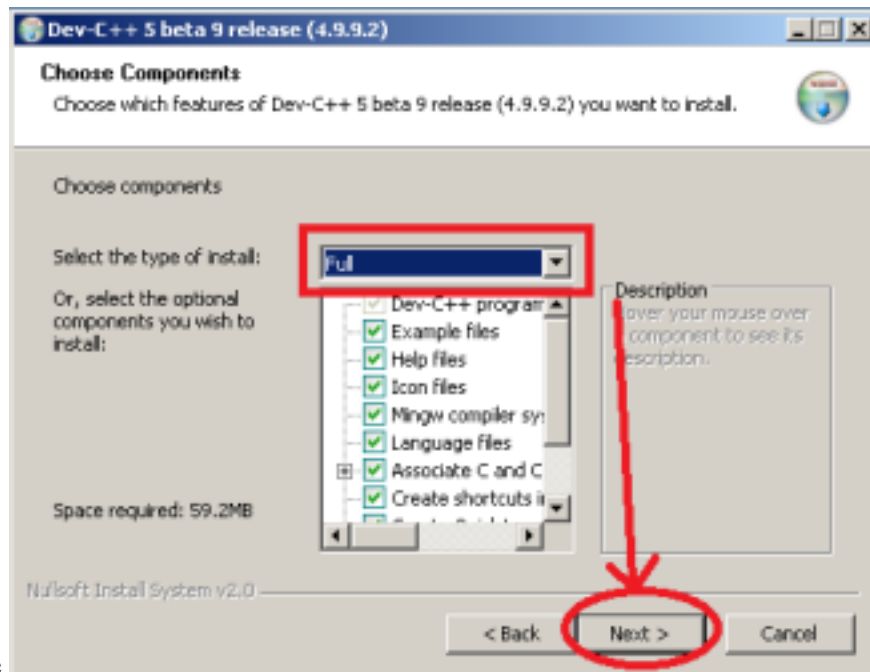 Dev-C++ 5 beta 9 release (4.9.9.2)
Choose Components
Choose which features of Dev-C++ 5 beta 9 release (4.9.9.2) you want to install.
Choose components
Select the type of install:
Full
Or, select the optional
components you wish to
install:
Dev-C++ program
Example files
Help files
Icon files
Mingw compiler sys
Language files
Associate C and C
Create shortcuts i
Description
Hover your mouse over
component to see its
description.
Space required: 59.2MB
Nullsoft Install System v2.0
< Back
Next >
Cancel